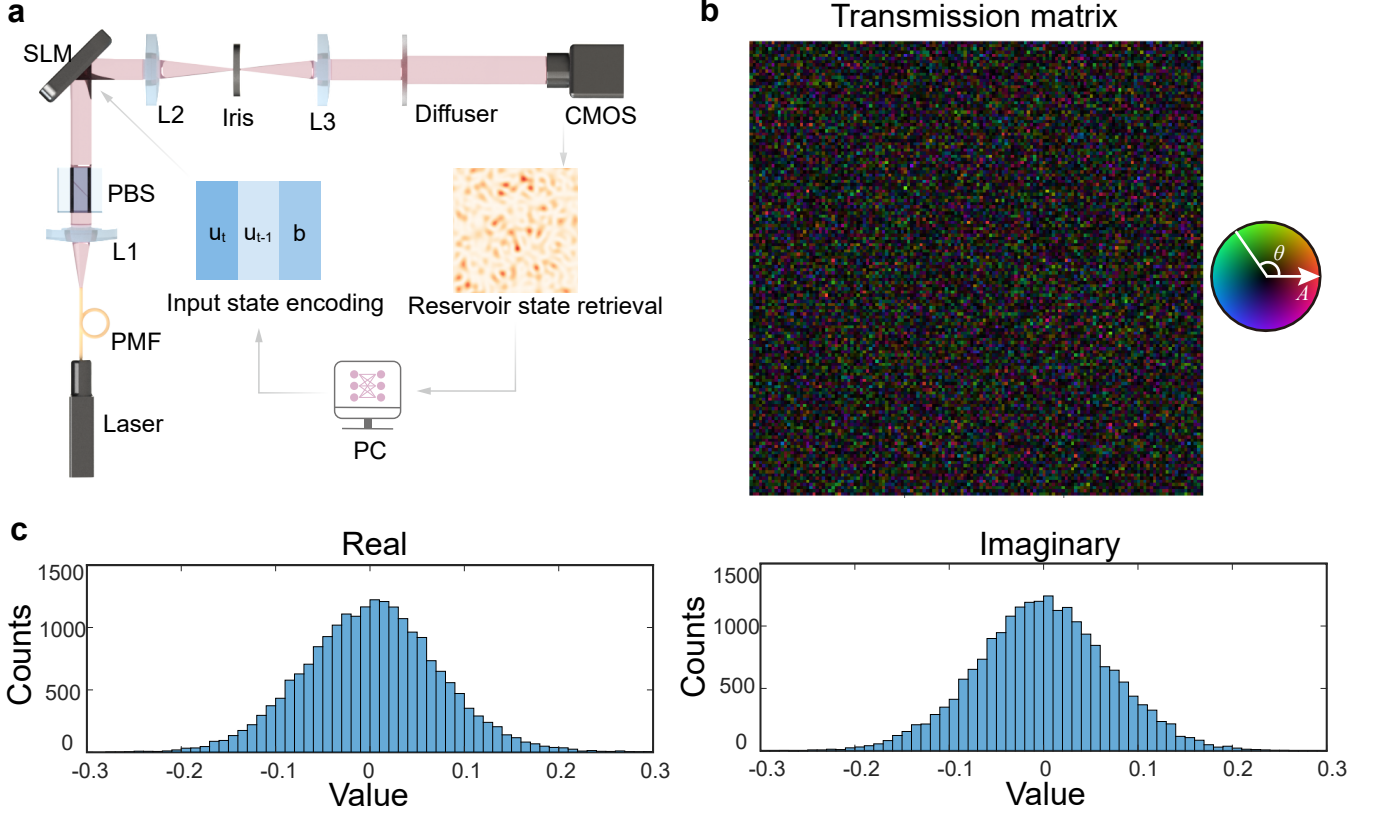 a
SLM
L2
Iris
L3
Diffuser
CMOS
PBS
L1
PMF
Laser
uₜ
uₜ₋₁
b
Input state encoding
Reservoir state retrieval
PC
b
Transmission matrix
θ
A
c
Real
Counts
1500
1000
500
0
-0.3 -0.2 -0.1 0 0.1 0.2 0.3
Value
Imaginary
Counts
1500
1000
500
0
-0.3 -0.2 -0.1 0 0.1 0.2 0.3
Value